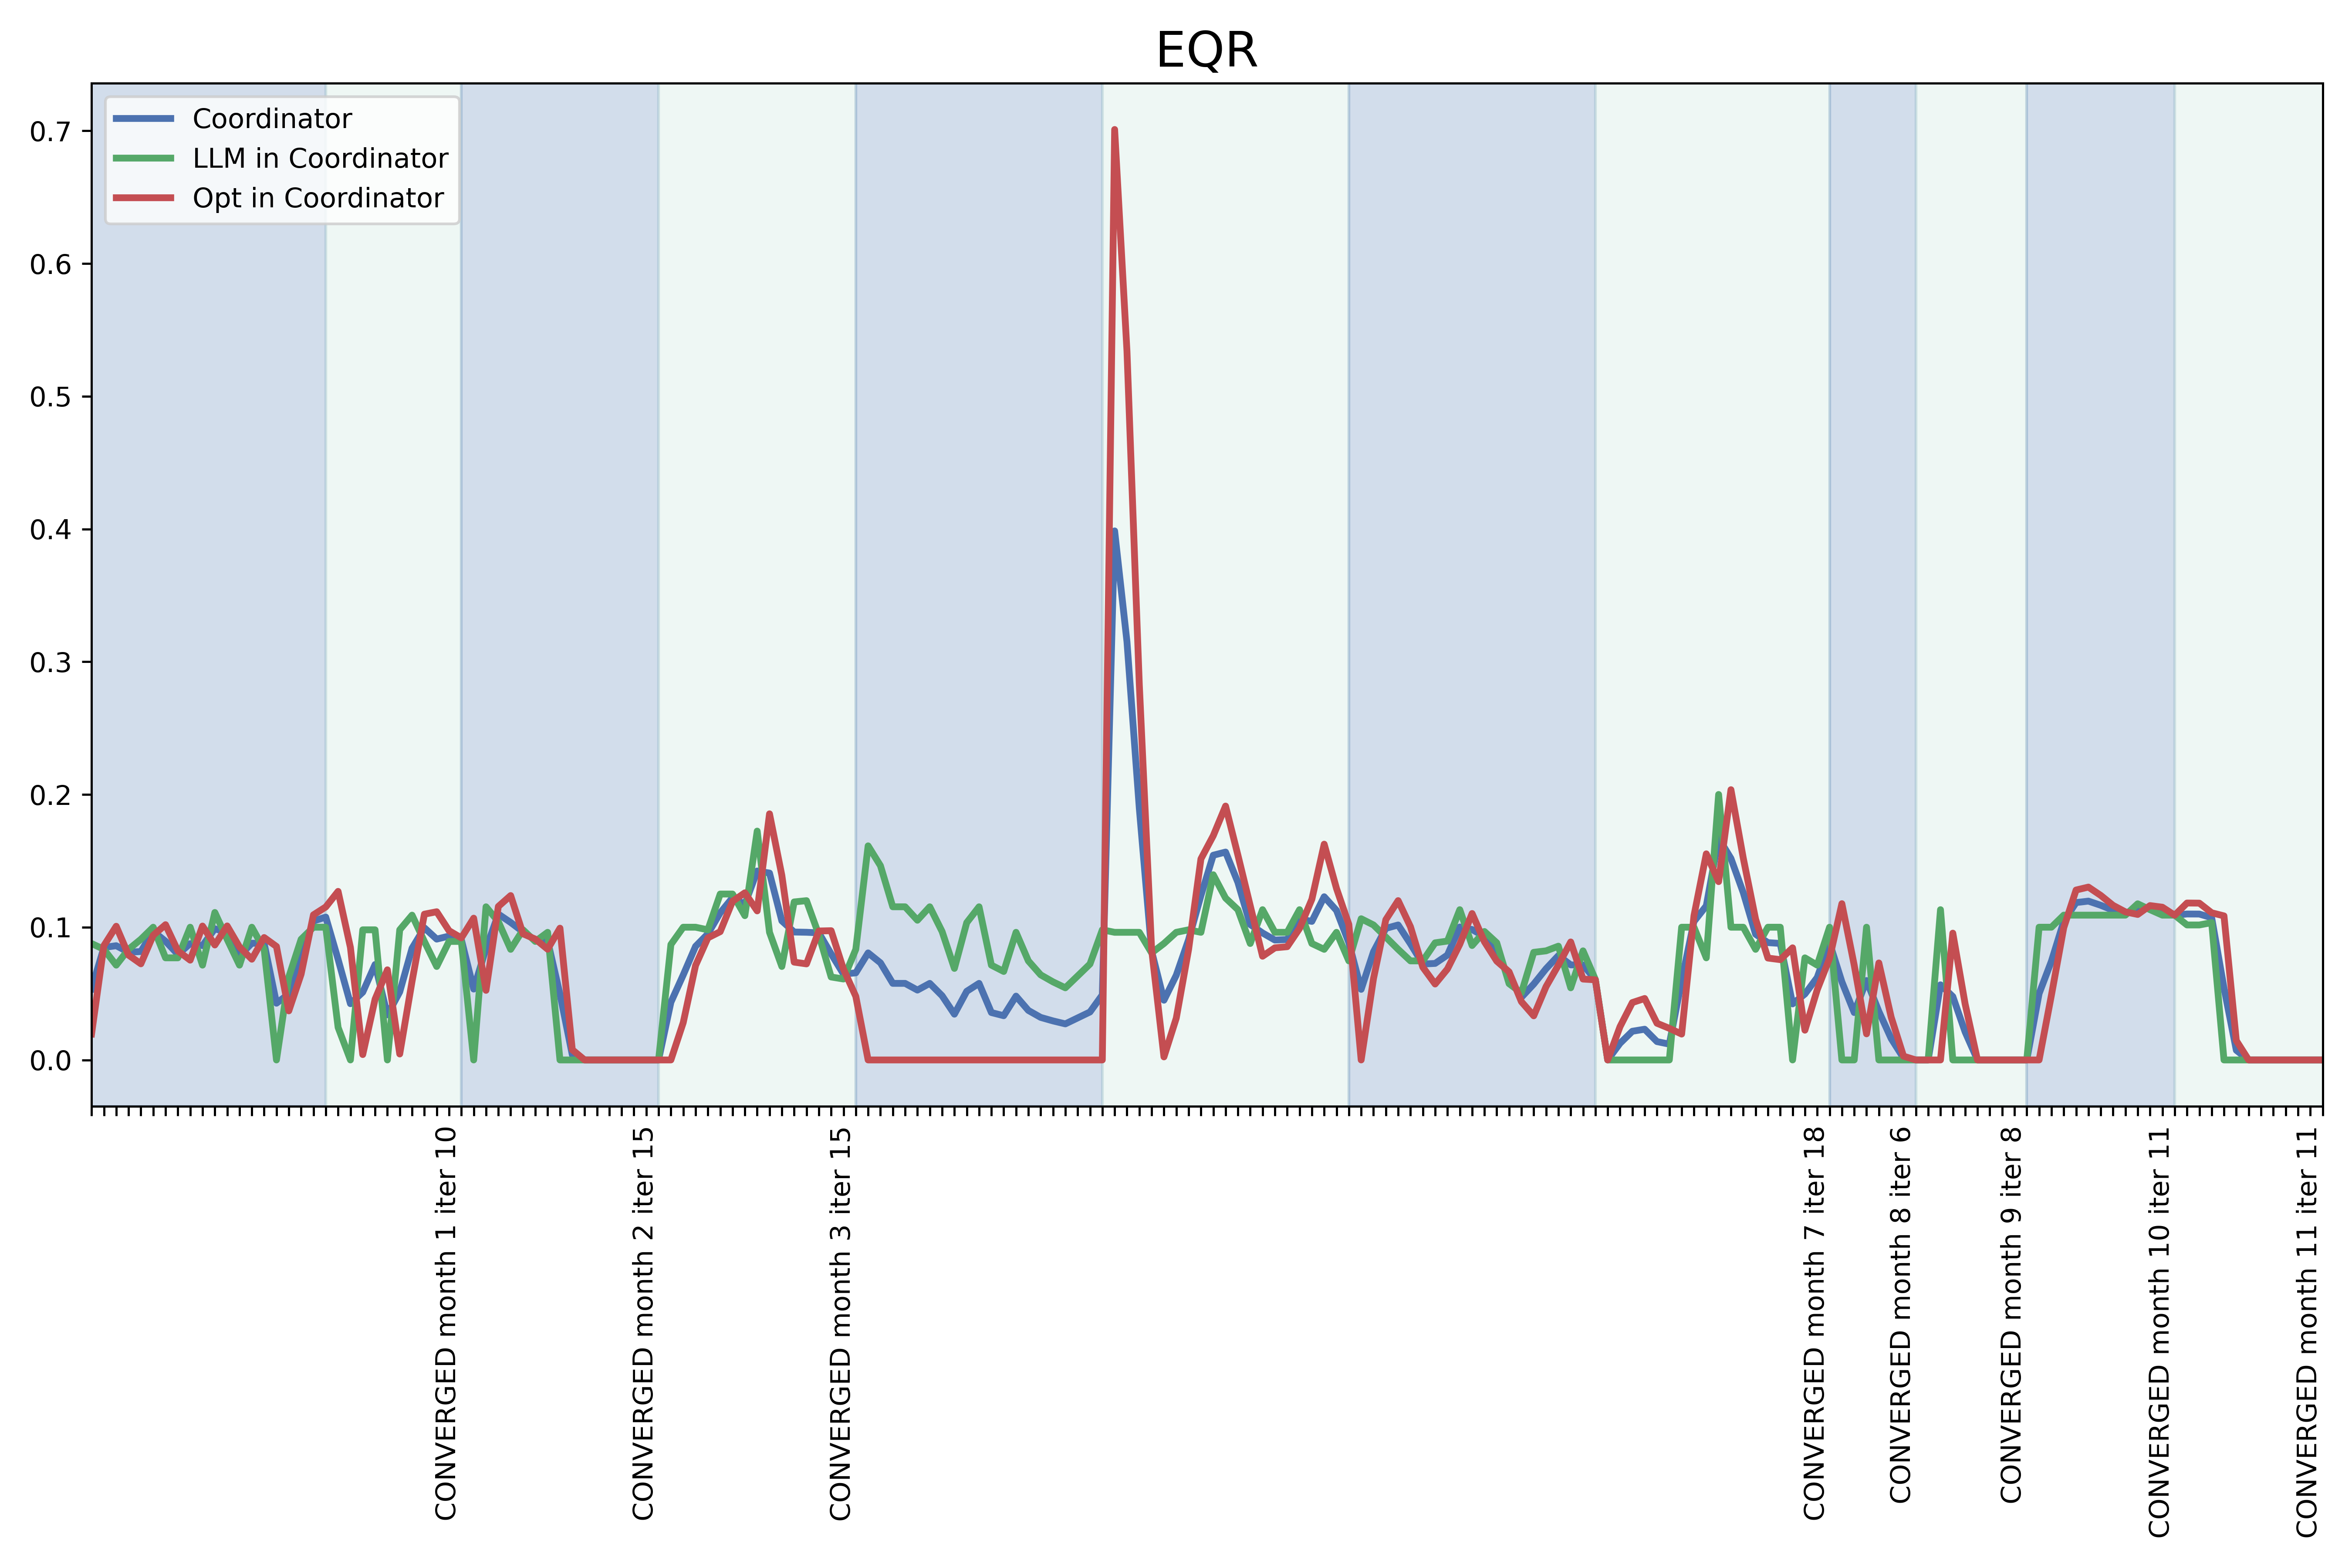 EQR
Coordinator
LLM in Coordinator
Opt in Coordinator
0.7
0.6
0.5
0.4
0.3
0.2
0.1
0.0
CONVERGED month 1 iter 10
CONVERGED month 2 iter 15
CONVERGED month 3 iter 15
CONVERGED month 7 iter 18
CONVERGED month 8 iter 6
CONVERGED month 9 iter 8
CONVERGED month 10 iter 11
CONVERGED month 11 iter 11